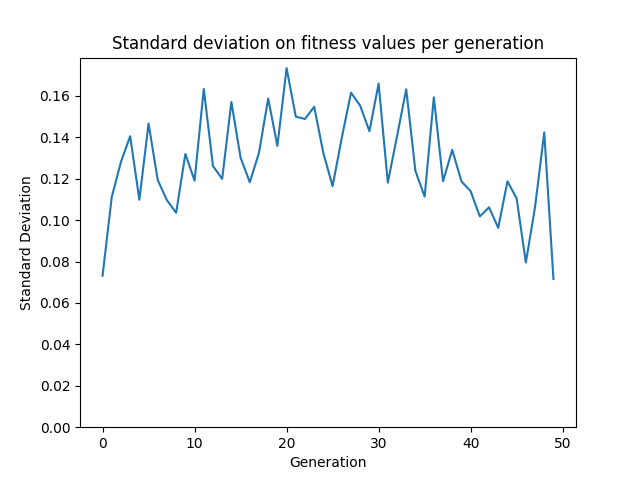 Standard deviation on fitness values per generation
0.16
0.14
0.12
0.10
0.08
0.06
0.04
0.02
0.00
Standard Deviation
0 10 20 30 40 50
Generation